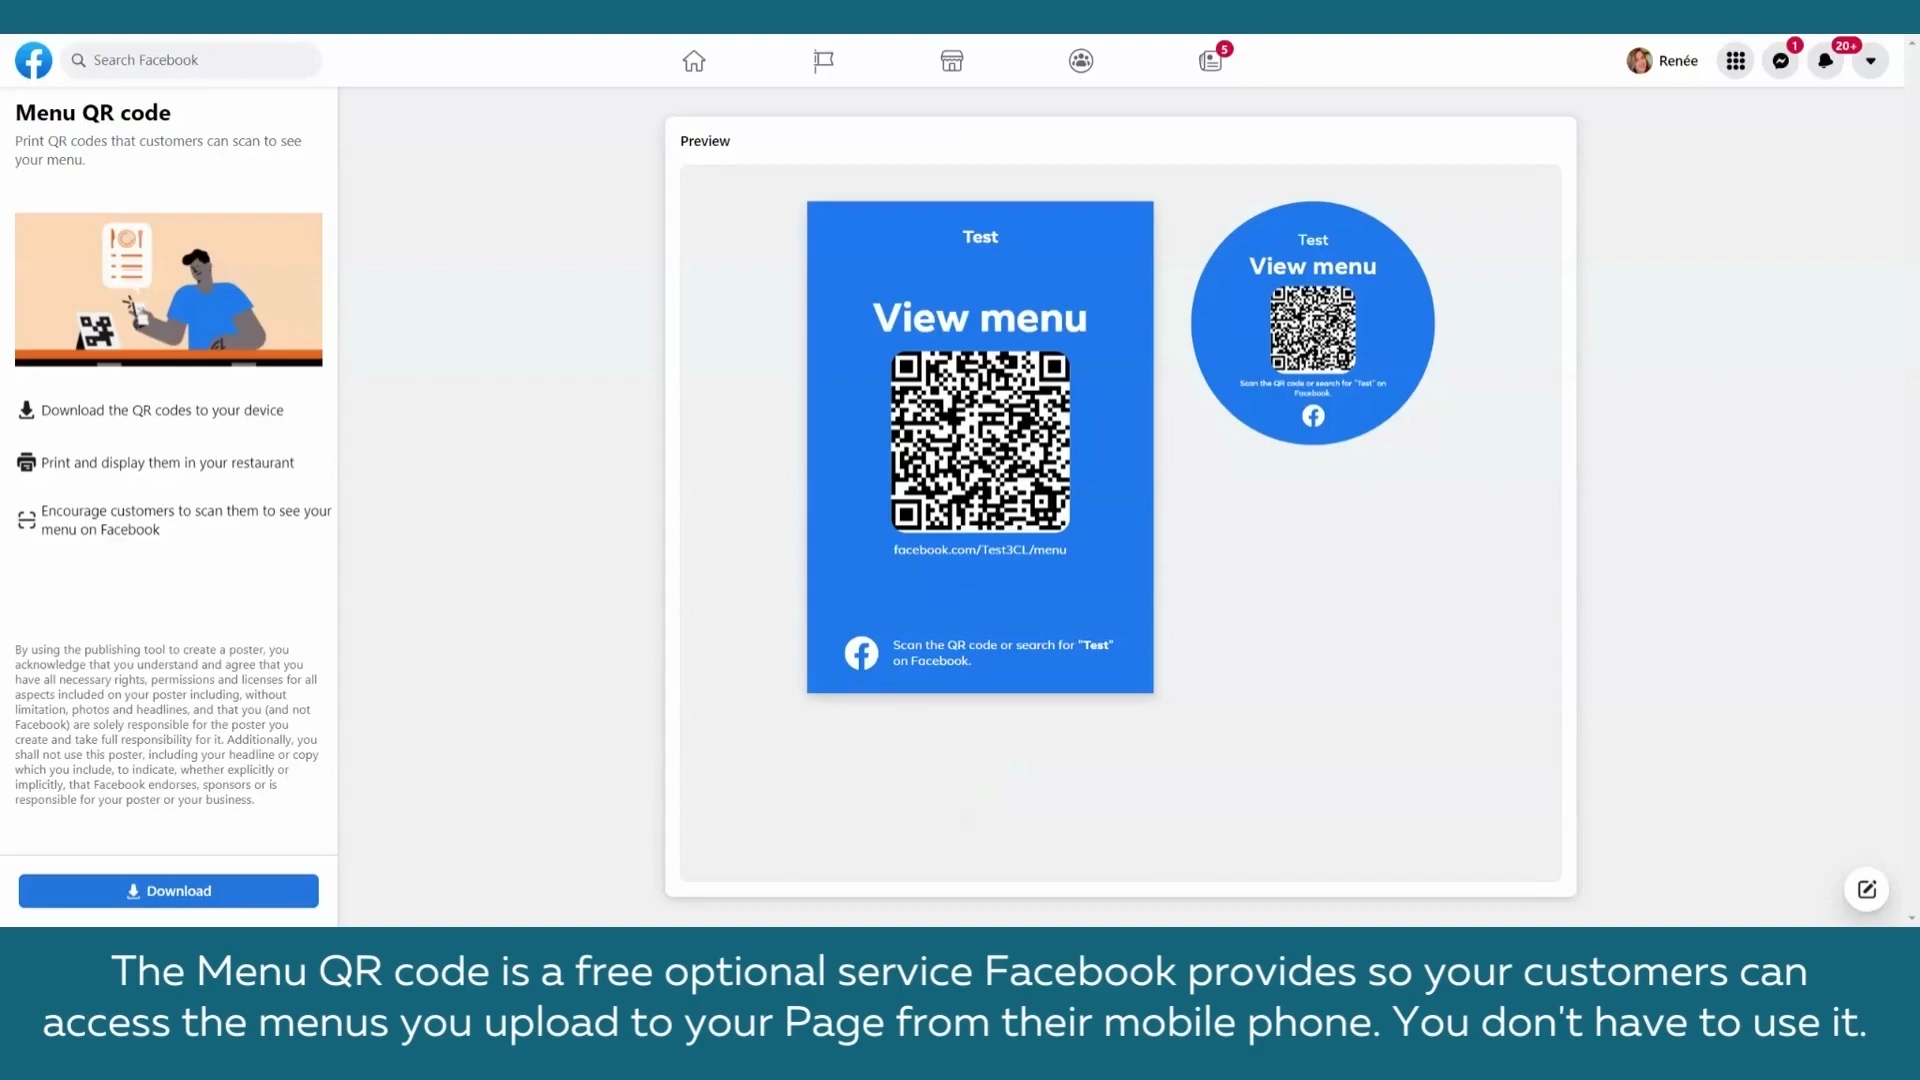 Search Facebook
5
Renée
1
20+
Menu QR code
Print QR codes that customers can scan to see
your menu.
Download the QR codes to your device
Print and display them in your restaurant
Encourage customers to scan them to see your
menu on Facebook
By using the publishing tool to create a poster, you
acknowledge that you understand and agree that you
have all necessary rights, permissions and licenses for all
aspects included on your poster including, without
limitation, photos and headlines, and that you (and not
Facebook) are solely responsible for the poster you
create and take full responsibility for it. Additionally, you
shall not use this poster, including your headline or copy
which you include, to indicate, whether explicitly or
implicitly, that Facebook endorses, sponsors or is
responsible for your poster or your business.
Download
Preview
Test
View menu
facebook.com/Test3CL/menu
Scan the QR code or search for "Test"
on Facebook.
Test
View menu
Scan the QR code or search for "Test" on
Facebook.
The Menu QR code is a free optional service Facebook provides so your customers can
access the menus you upload to your Page from their mobile phone. You don't have to use it.